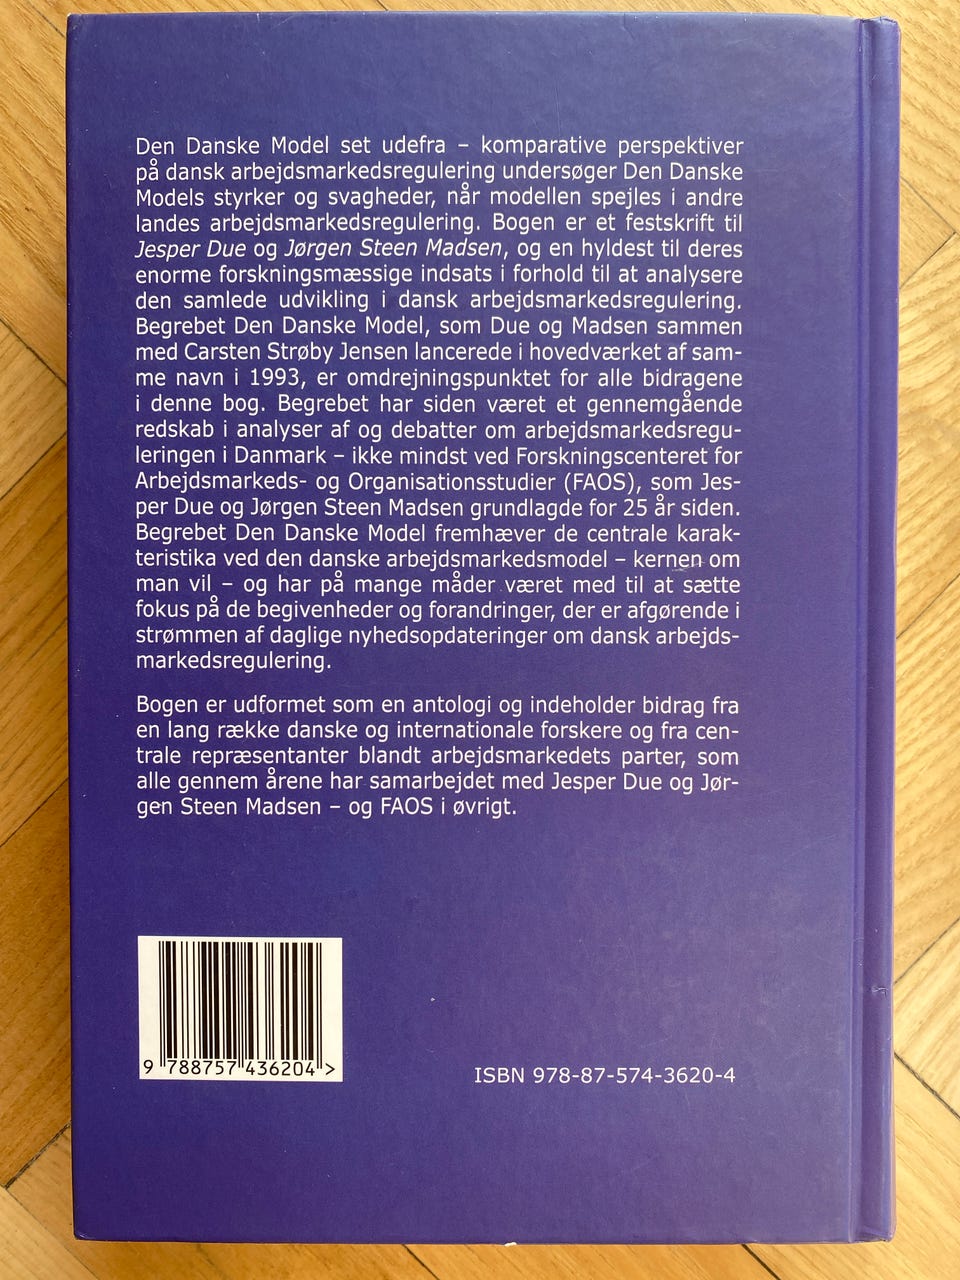 Den Danske Model set udefra – komparative perspektiver
på dansk arbejdsmarkedsregulering undersøger Den Danske
Models styrker og svagheder, når modellen spejles i andre
landes arbejdsmarkedsregulering. Bogen er et festskrift til
Jesper Due og Jørgen Steen Madsen, og en hyldest til deres
enorme forskningsmæssige indsats i forhold til at analysere
den samlede udvikling i dansk arbejdsmarkedsregulering.
Begrebet Den Danske Model, som Due og Madsen sammen
med Carsten Strøby Jensen lancerede i hovedværket af sam-
me navn i 1993, er omdrejningspunktet for alle bidragene
i denne bog. Begrebet har siden været et gennemgående
redskab i analyser af og debatter om arbejdsmarkedsregu-
leringen i Danmark – ikke mindst ved Forskningscenteret for
Arbejdsmarkeds- og Organisationsstudier (FAOS), som Jes-
per Due og Jørgen Steen Madsen grundlagde for 25 år siden.
Begrebet Den Danske Model fremhæver de centrale karak-
teristika ved den danske arbejdsmarkedsmodel – kernen om
man vil – og har på mange måder været med til at sætte
fokus på de begivenheder og forandringer, der er afgørende i
strømmen af daglige nyhedsopdateringer om dansk arbejds-
markedsregulering.
Bogen er udformet som en antologi og indeholder bidrag fra
en lang række danske og internationale forskere og fra cen-
trale repræsentanter blandt arbejdsmarkedets parter, som
alle gennem årene har samarbejdet med Jesper Due og Jør-
gen Steen Madsen – og FAOS i øvrigt.
9 788757 436204 >
ISBN 978-87-574-3620-4